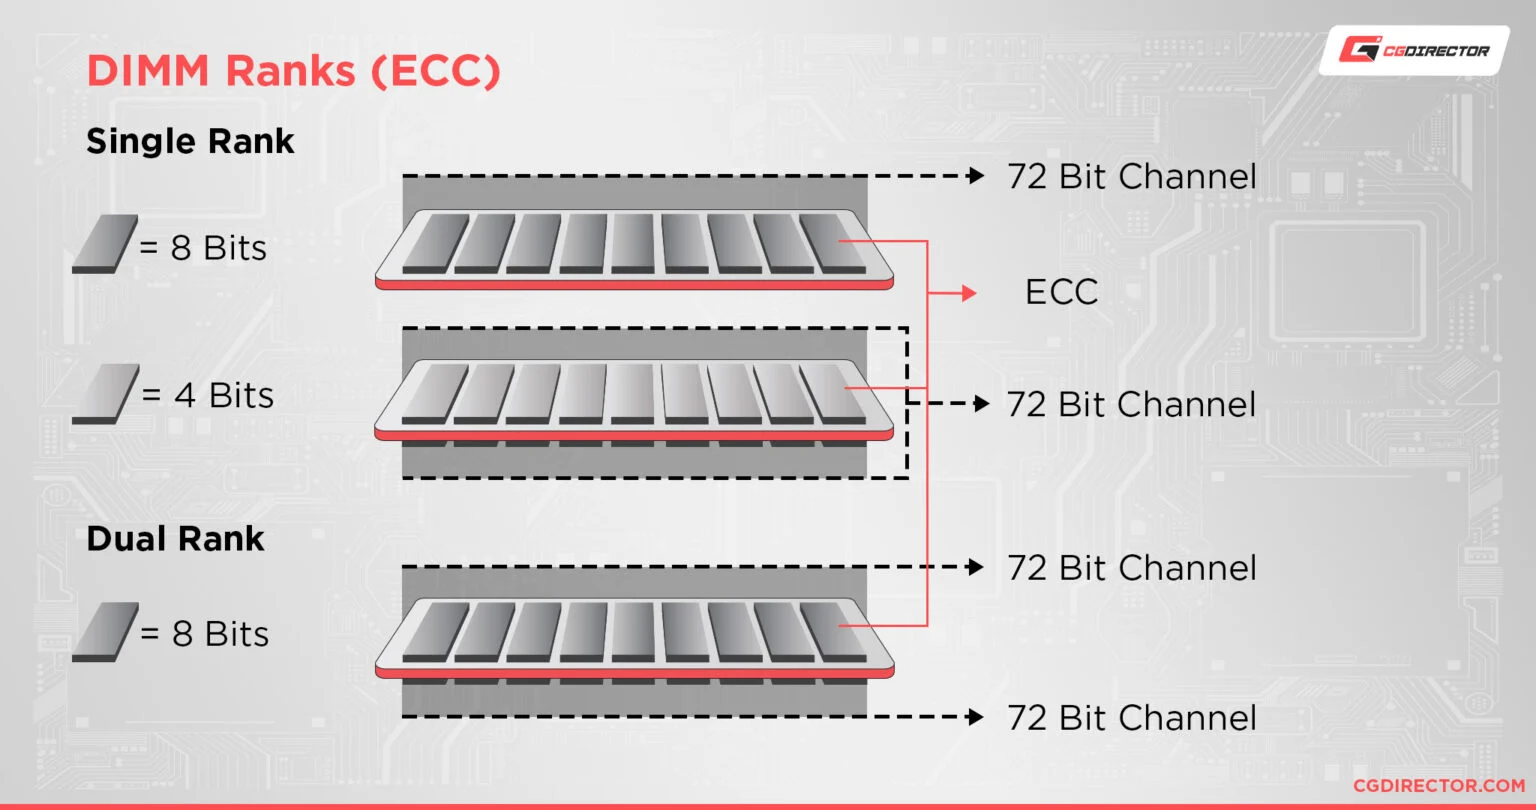 DIMM Ranks (ECC)
CGDIRECTOR
Single Rank
72 Bit Channel
= 8 Bits
ECC
= 4 Bits
72 Bit Channel
Dual Rank
72 Bit Channel
= 8 Bits
72 Bit Channel
CGDIRECTOR.COM